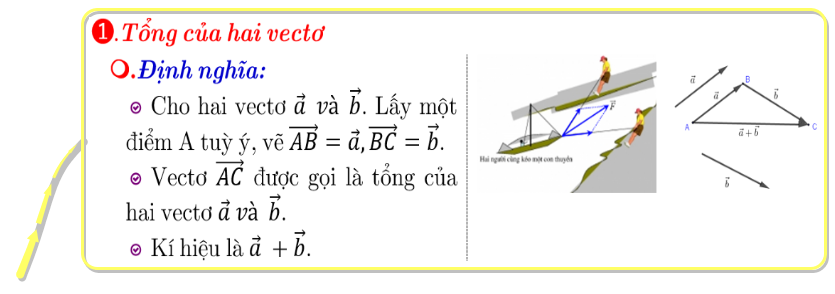 ❶.Tổng của hai vectơ
❍.Định nghĩa:
Cho hai vectơ $\vec{a}$ và $\vec{b}$. Lấy một
điểm A tuỳ ý, vẽ $\overrightarrow{AB} = \vec{a}, \overrightarrow{BC} = \vec{b}$.
Vectơ $\overrightarrow{AC}$ được gọi là tổng của
hai vectơ $\vec{a}$ và $\vec{b}$.
Kí hiệu là $\vec{a} + \vec{b}$.
$\vec{F}$
Hai người cùng kéo một con thuyền
$\vec{a}$
B
$\vec{a}$
$\vec{b}$
A
C
$\vec{a}+\vec{b}$
$\vec{b}$